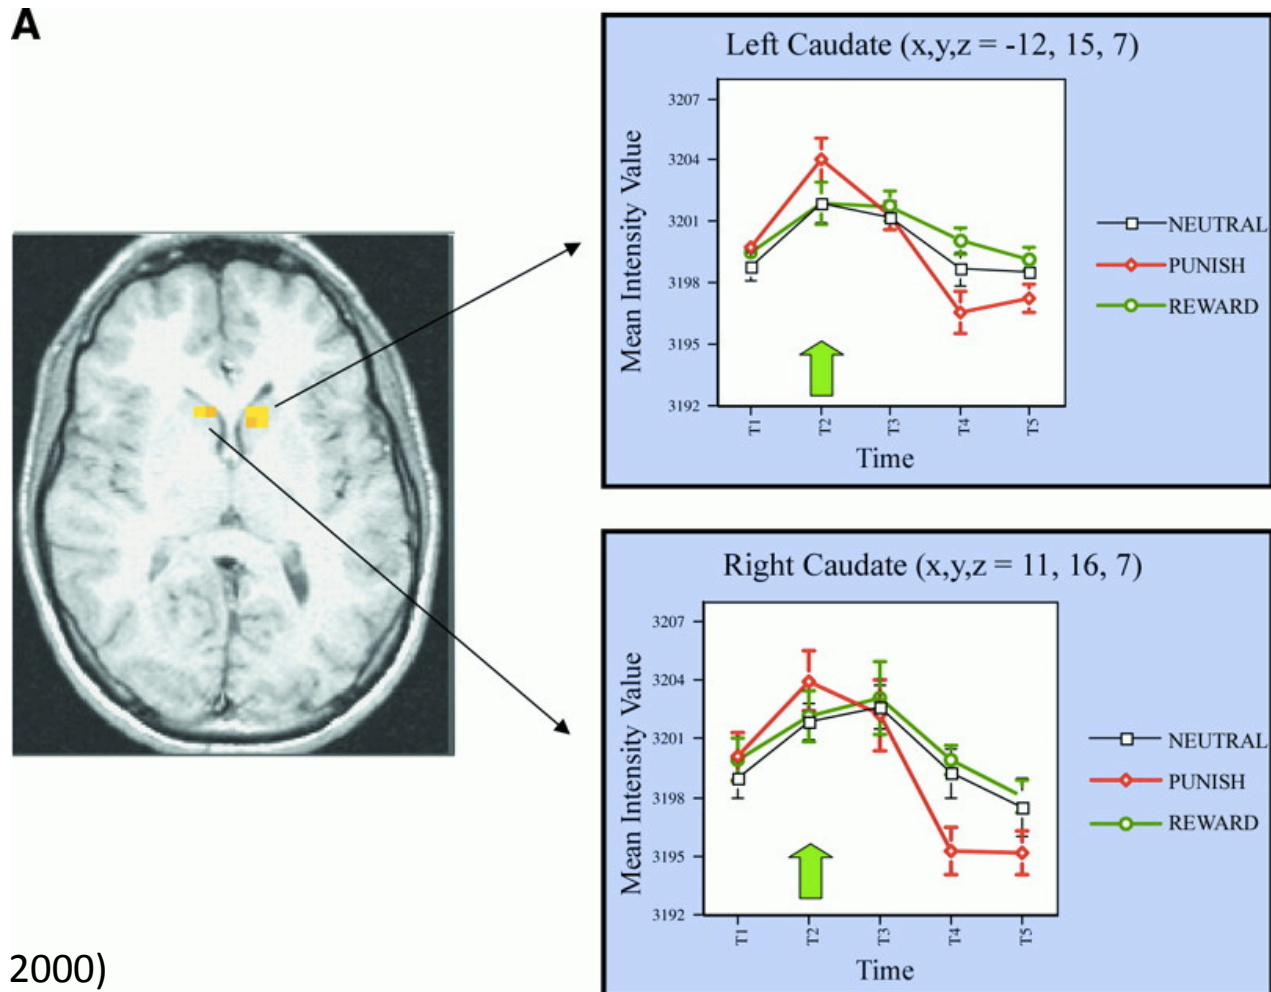 A
Left Caudate (x,y,z = -12, 15, 7)
Mean Intensity Value
3207
3204
3201
3198
3195
3192
T1 T2 T3 T4 T5
Time
NEUTRAL
PUNISH
REWARD
Right Caudate (x,y,z = 11, 16, 7)
Mean Intensity Value
3207
3204
3201
3198
3195
3192
T1 T2 T3 T4 T5
Time
NEUTRAL
PUNISH
REWARD
2000)